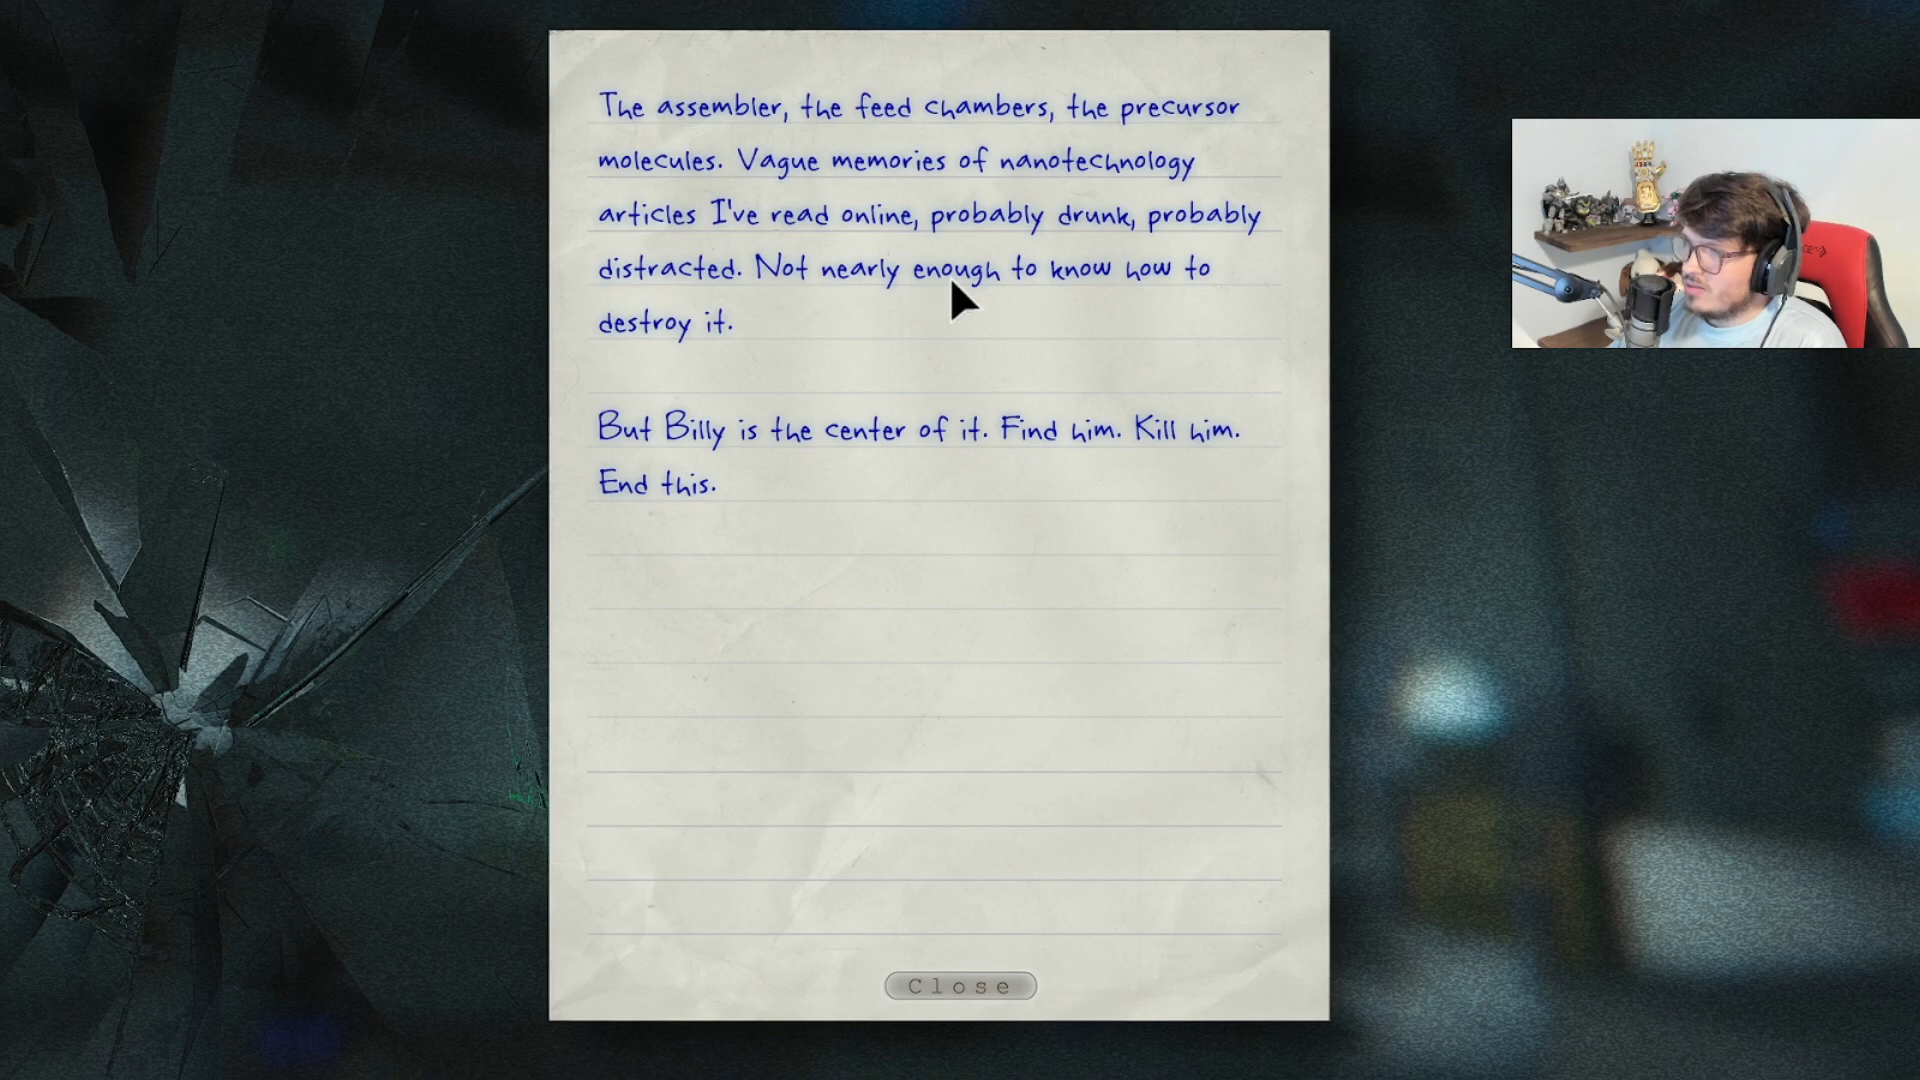 The assembler, the feed chambers, the precursor
molecules. Vague memories of nanotechnology
articles I've read online, probably drunk, probably
distracted. Not nearly enough to know how to
destroy it.
But Billy is the center of it. Find him. Kill him.
End this.
Close